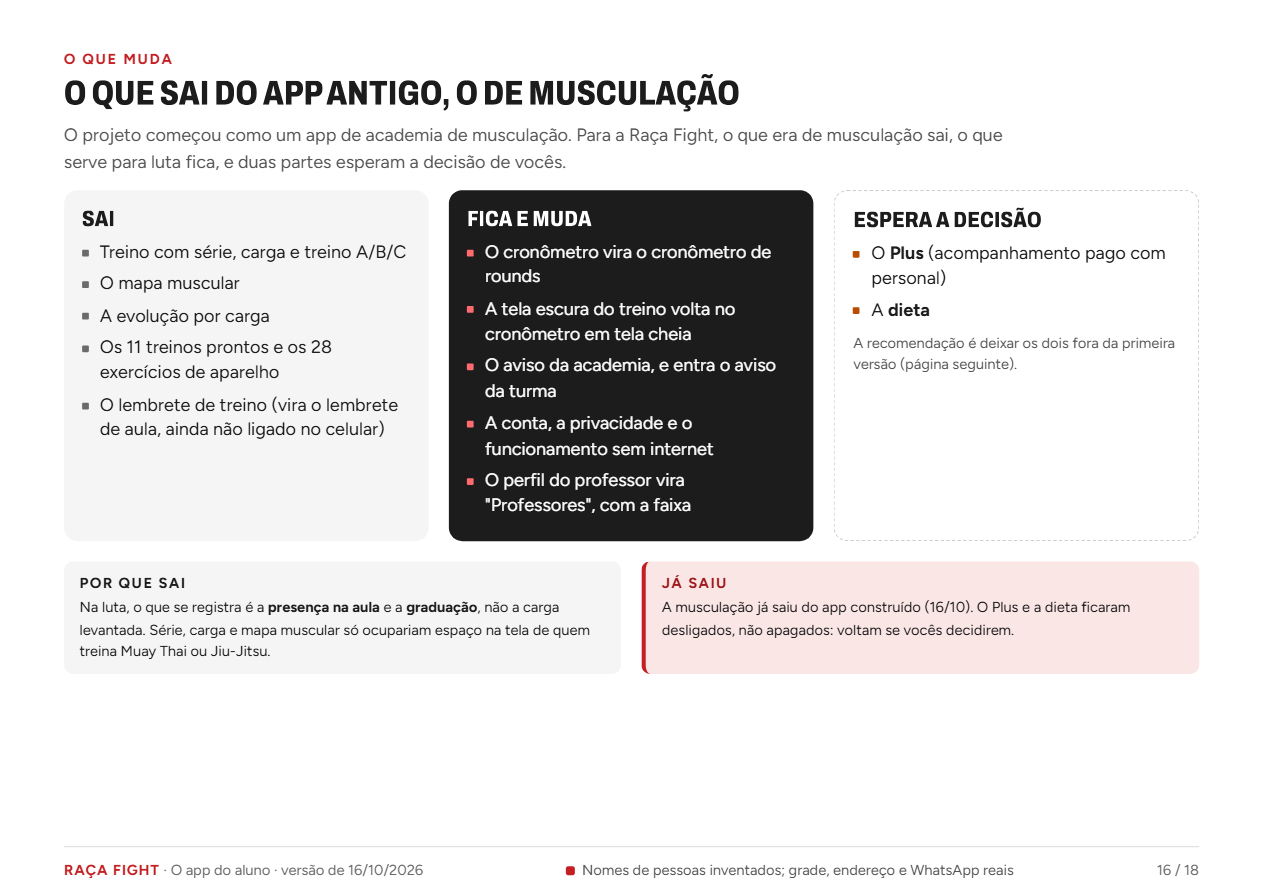 O QUE MUDA
O QUE SAI DO APP ANTIGO, O DE MUSCULAÇÃO
O projeto começou como um app de academia de musculação. Para a Raça Fight, o que era de musculação sai, o que
serve para luta fica, e duas partes esperam a decisão de vocês.
SAI
Treino com série, carga e treino A/B/C
O mapa muscular
A evolução por carga
Os 11 treinos prontos e os 28
exercícios de aparelho
O lembrete de treino (vira o lembrete
de aula, ainda não ligado no celular)
FICA E MUDA
O cronômetro vira o cronômetro de
rounds
A tela escura do treino volta no
cronômetro em tela cheia
O aviso da academia, e entra o aviso
da turma
A conta, a privacidade e o
funcionamento sem internet
O perfil do professor vira
"Professores", com a faixa
ESPERA A DECISÃO
O Plus (acompanhamento pago com
personal)
A dieta
A recomendação é deixar os dois fora da primeira
versão (página seguinte).
POR QUE SAI
Na luta, o que se registra é a presença na aula e a graduação, não a carga
levantada. Série, carga e mapa muscular só ocupariam espaço na tela de quem
treina Muay Thai ou Jiu-Jitsu.
JÁ SAIU
A musculação já saiu do app construído (16/10). O Plus e a dieta ficaram
desligados, não apagados: voltam se vocês decidirem.
RAÇA FIGHT · O app do aluno · versão de 16/10/2026
Nomes de pessoas inventados; grade, endereço e WhatsApp reais
16 / 18